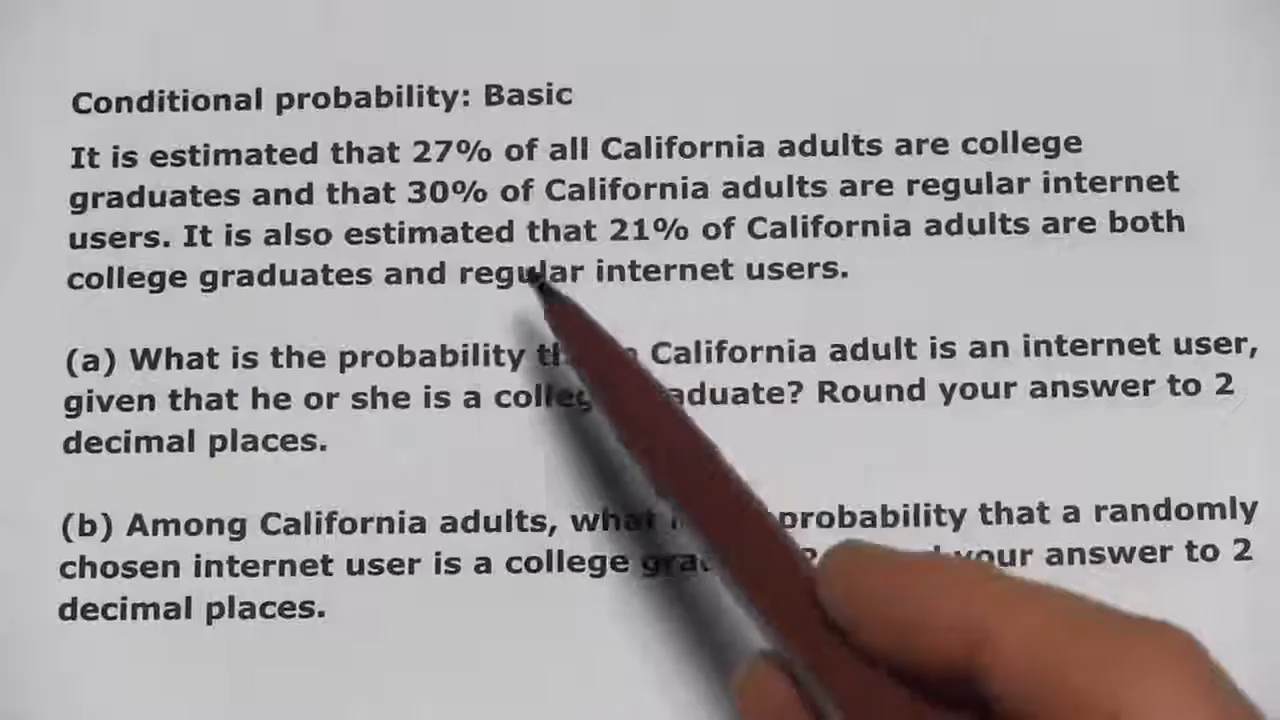 Conditional probability: Basic
It is estimated that 27% of all California adults are college
graduates and that 30% of California adults are regular internet
users. It is also estimated that 21% of California adults are both
college graduates and regular internet users.
(a) What is the probability California adult is an internet user,
given that he or she is a Round your answer to 2
decimal places.
(b) Among California adults, what probability that a randomly
chosen internet user is a college your answer to 2
decimal places.